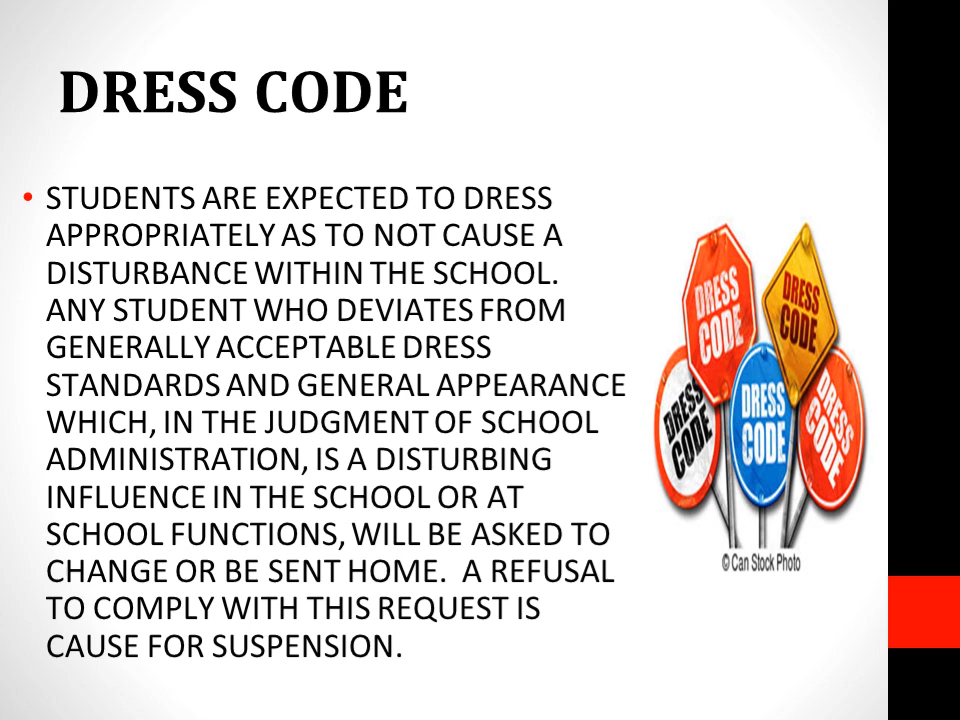 DRESS CODE
• STUDENTS ARE EXPECTED TO DRESS
APPROPRIATELY AS TO NOT CAUSE A
DISTURBANCE WITHIN THE SCHOOL.
ANY STUDENT WHO DEVIATES FROM
GENERALLY ACCEPTABLE DRESS
STANDARDS AND GENERAL APPEARANCE
WHICH, IN THE JUDGMENT OF SCHOOL
ADMINISTRATION, IS A DISTURBING
INFLUENCE IN THE SCHOOL OR AT
SCHOOL FUNCTIONS, WILL BE ASKED TO
CHANGE OR BE SENT HOME.  A REFUSAL
TO COMPLY WITH THIS REQUEST IS
CAUSE FOR SUSPENSION.
DRESS
CODE
DRESS
CODE
DRESS
CODE
DRESS
CODE
DRESS
CODE
© Can Stock Photo